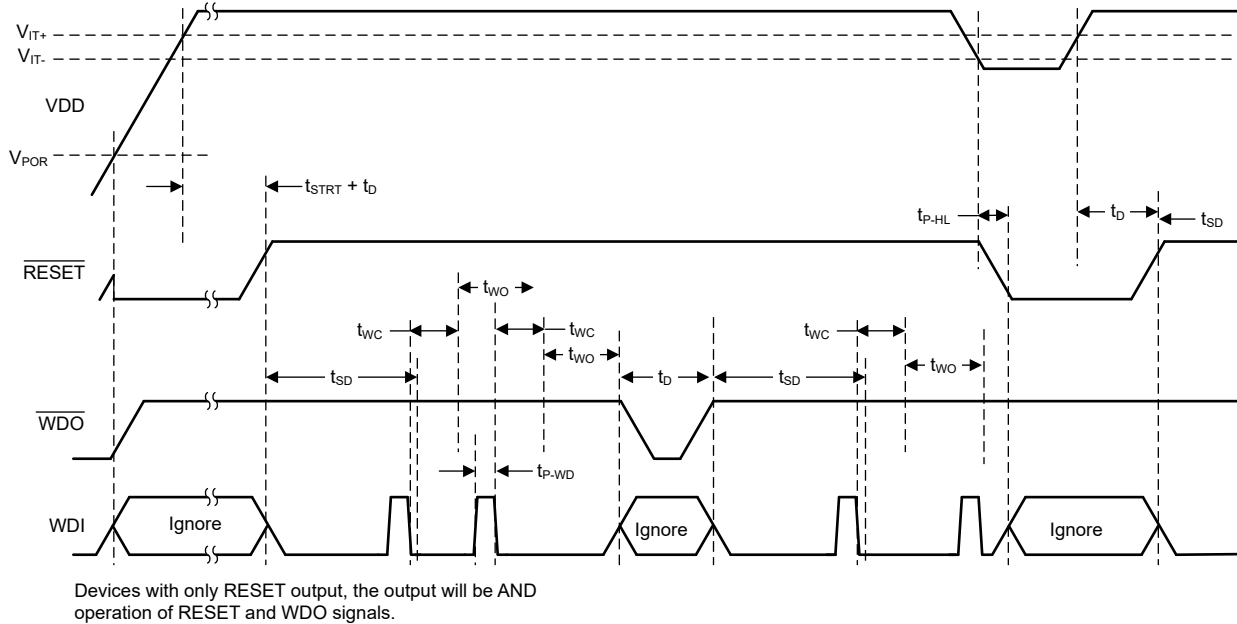 VIT+
VIT-
VDD
VPOR
tSTRT + tD
tP-HL
tD
tSD
RESET
tWO
tWC
tWC
tWC
tWO
tWO
tSD
tD
tSD
WDO
tP-WD
WDI
Ignore
Ignore
Ignore
Devices with only RESET output, the output will be AND
operation of RESET and WDO signals.